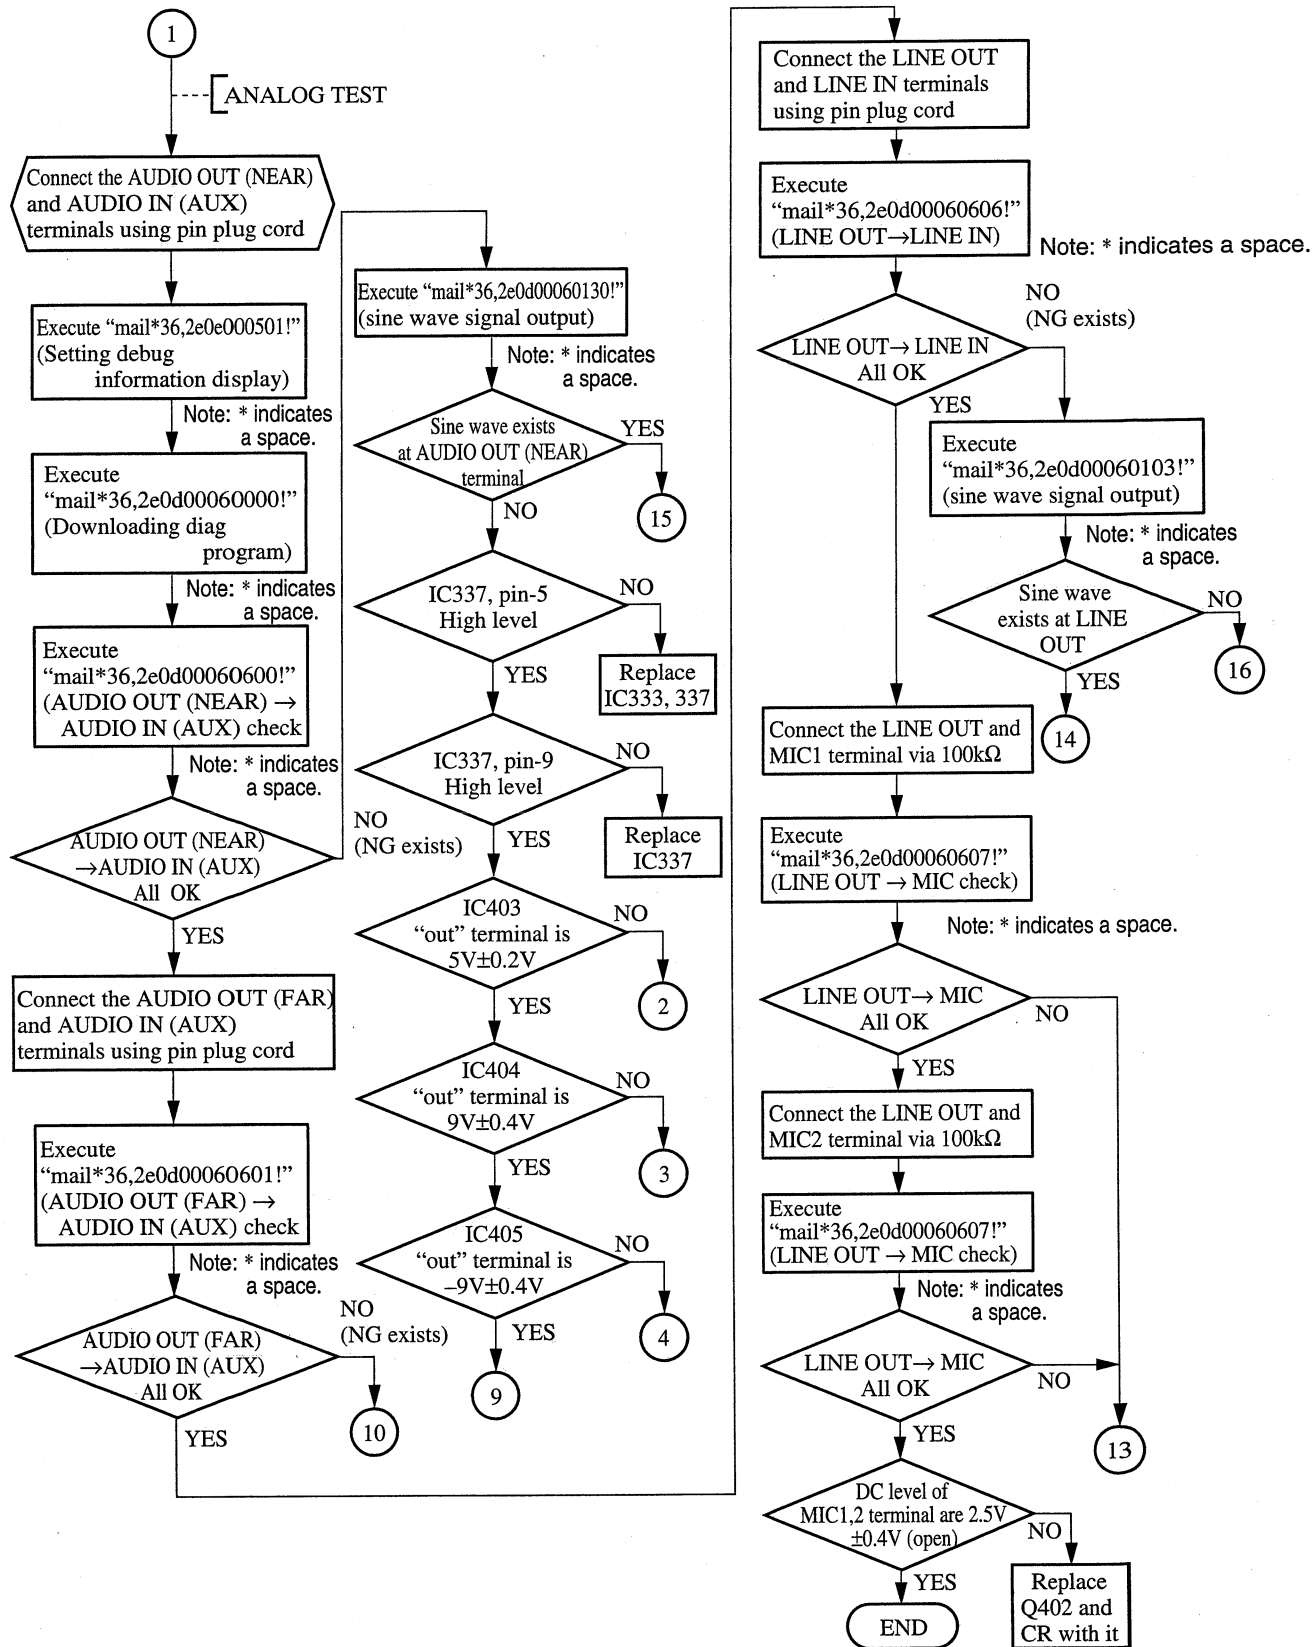 1
ANALOG TEST
Connect the AUDIO OUT (NEAR)
and AUDIO IN (AUX)
terminals using pin plug cord
Execute “mail*36,2e0e000501!”
(Setting debug
information display)
Note: * indicates
a space.
Execute
“mail*36,2e0d00060000!”
(Downloading diag
program)
Note: * indicates
a space.
Execute
“mail*36,2e0d00060600!”
(AUDIO OUT (NEAR) →
AUDIO IN (AUX) check
Note: * indicates
a space.
AUDIO OUT (NEAR)
→AUDIO IN (AUX)
All OK
NO
(NG exists)
YES
Connect the AUDIO OUT (FAR)
and AUDIO IN (AUX)
terminals using pin plug cord
Execute
“mail*36,2e0d00060601!”
(AUDIO OUT (FAR) →
AUDIO IN (AUX) check
Note: * indicates
a space.
AUDIO OUT (FAR)
→AUDIO IN (AUX)
All OK
NO
(NG exists)
10
YES
Execute “mail*36,2e0d00060130!”
(sine wave signal output)
Note: * indicates
a space.
Sine wave exists
at AUDIO OUT (NEAR)
terminal
YES
15
NO
IC337, pin-5
High level
NO
Replace
IC333, 337
YES
IC337, pin-9
High level
NO
Replace
IC337
YES
IC403
“out” terminal is
5V±0.2V
NO
2
YES
IC404
“out” terminal is
9V±0.4V
NO
3
YES
IC405
“out” terminal is
–9V±0.4V
NO
4
YES
9
Connect the LINE OUT
and LINE IN terminals
using pin plug cord
Execute
“mail*36,2e0d00060606!”
(LINE OUT→LINE IN)
Note: * indicates a space.
LINE OUT→ LINE IN
All OK
NO
(NG exists)
YES
Execute
“mail*36,2e0d00060103!”
(sine wave signal output)
Note: * indicates
a space.
Sine wave
exists at LINE
OUT
NO
16
YES
14
Connect the LINE OUT and
MIC1 terminal via 100kΩ
Execute
“mail*36,2e0d00060607!”
(LINE OUT → MIC check)
Note: * indicates a space.
LINE OUT→ MIC
All OK
NO
YES
Connect the LINE OUT and
MIC2 terminal via 100kΩ
Execute
“mail*36,2e0d00060607!”
(LINE OUT → MIC check)
Note: * indicates
a space.
LINE OUT→ MIC
All OK
NO
13
YES
DC level of
MIC1,2 terminal are 2.5V
±0.4V (open)
NO
Replace
Q402 and
CR with it
YES
END